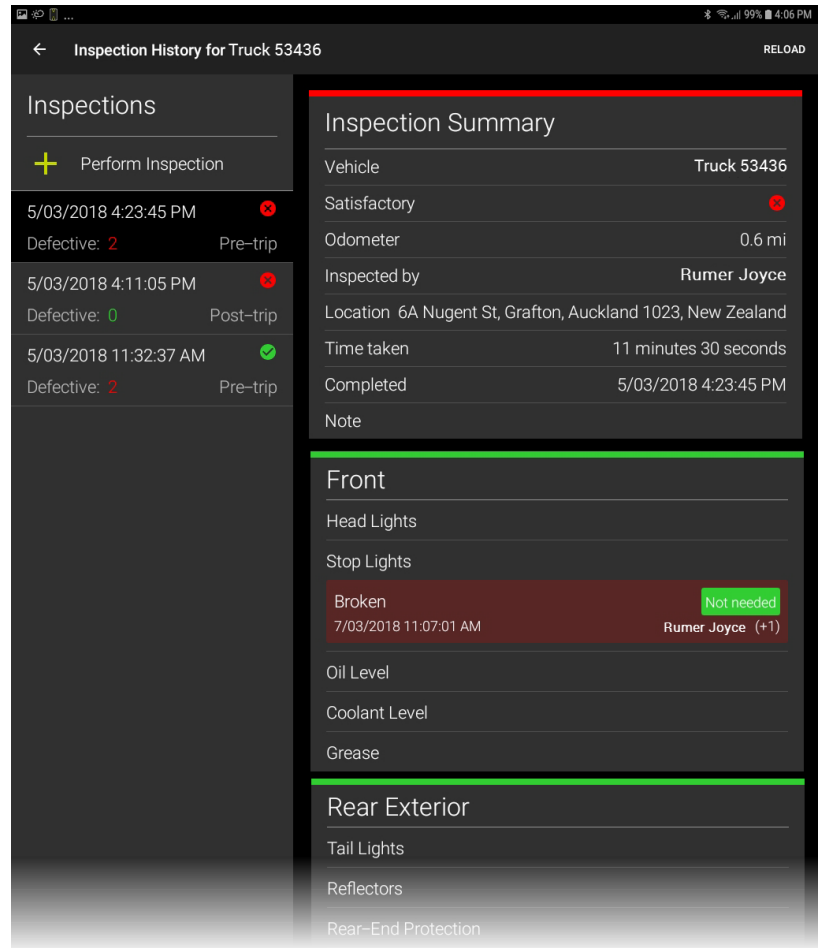 ... 99% 4:06 PM
Inspection History for Truck 53436 RELOAD
Inspections
Perform Inspection
5/03/2018 4:23:45 PM
Defective: 2 Pre-trip
5/03/2018 4:11:05 PM
Defective: 0 Post-trip
5/03/2018 11:32:37 AM
Defective: 2 Pre-trip
Inspection Summary
Vehicle Truck 53436
Satisfactory
Odometer 0.6 mi
Inspected by Rumer Joyce
Location 6A Nugent St, Grafton, Auckland 1023, New Zealand
Time taken 11 minutes 30 seconds
Completed 5/03/2018 4:23:45 PM
Note
Front
Head Lights
Stop Lights
Broken Not needed
7/03/2018 11:07:01 AM Rumer Joyce (+1)
Oil Level
Coolant Level
Grease
Rear Exterior
Tail Lights
Reflectors
Rear-End Protection